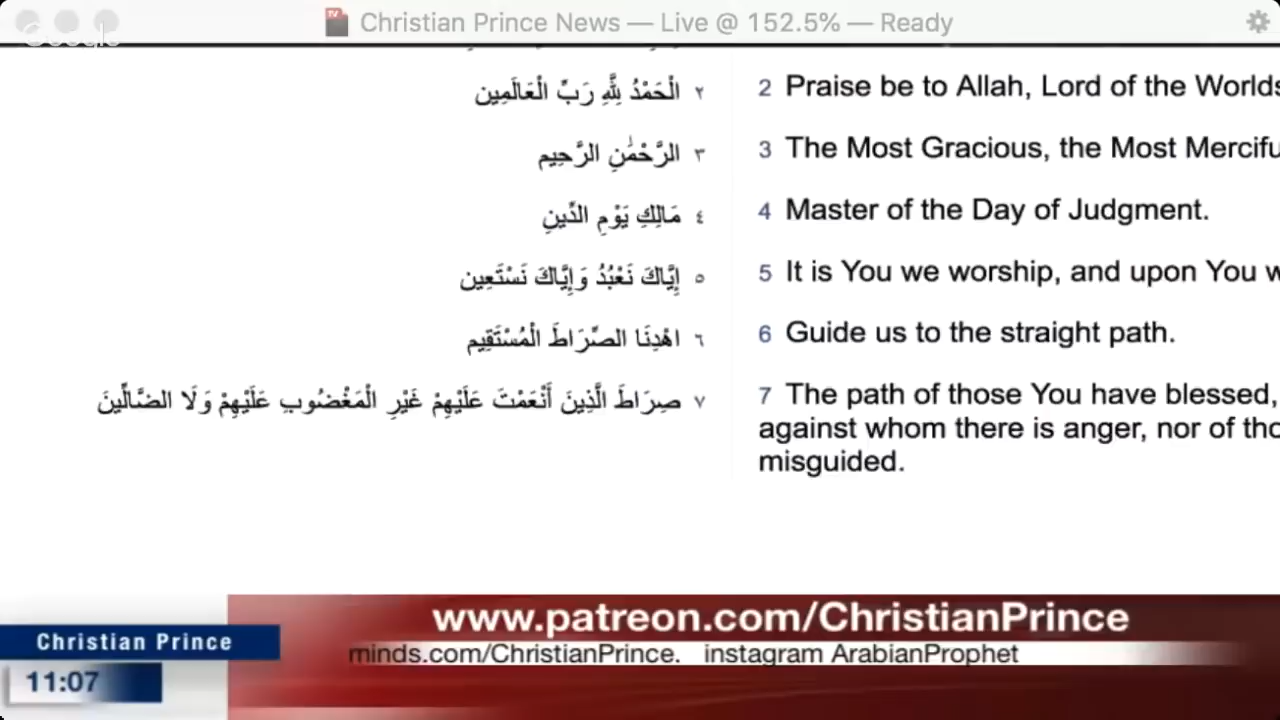 Christian Prince News — Live @ 152.5% — Ready
Google
٢ الْحَمْدُ لِلَّهِ رَبِّ الْعَالَمِين
2 Praise be to Allah, Lord of the Worlds
٣ الرَّحْمَٰنِ الرَّحِيم
3 The Most Gracious, the Most
٤ مَالِكِ يَوْمِ الدِّينِ
4 Master of the Day of Judgment.
٥ إِيَّاكَ نَعْبُدُ وَإِيَّاكَ نَسْتَعِين
5 It is You we worship, and upon You
٦ اهْدِنَا الصِّرَاطَ الْمُسْتَقِيم
6 Guide us to the straight path.
٧ صِرَاطَ الَّذِينَ أَنْعَمْتَ عَلَيْهِمْ غَيْرِ الْمَغْضُوبِ عَلَيْهِمْ وَلَا الضَّالِّينَ
7 The path of those You have blessed,
against whom there is anger, nor of
misguided.
www.patreon.com/ChristianPrince
Christian Prince
minds.com/ChristianPrince. instagram ArabianProphet
11:07